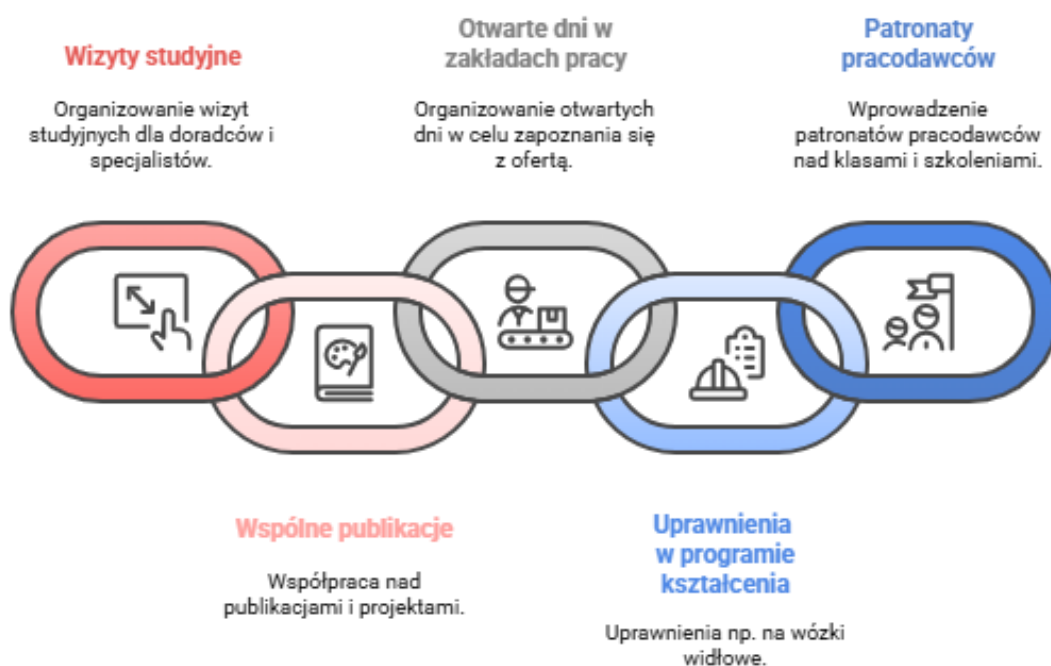 Wizyty studyjne
Organizowanie wizyt
studyjnych dla doradców i
specjalistów.
Otwarte dni w
zakładach pracy
Organizowanie otwartych
dni w celu zapoznania się
z ofertą.
Patronaty
pracodawców
Wprowadzenie
patronatów pracodawców
nad klasami i szkoleniami.
Wspólne publikacje
Współpraca nad
publikacjami i projektami.
Uprawnienia
w programie
kształcenia
Uprawnienia np. na wózki
widłowe.